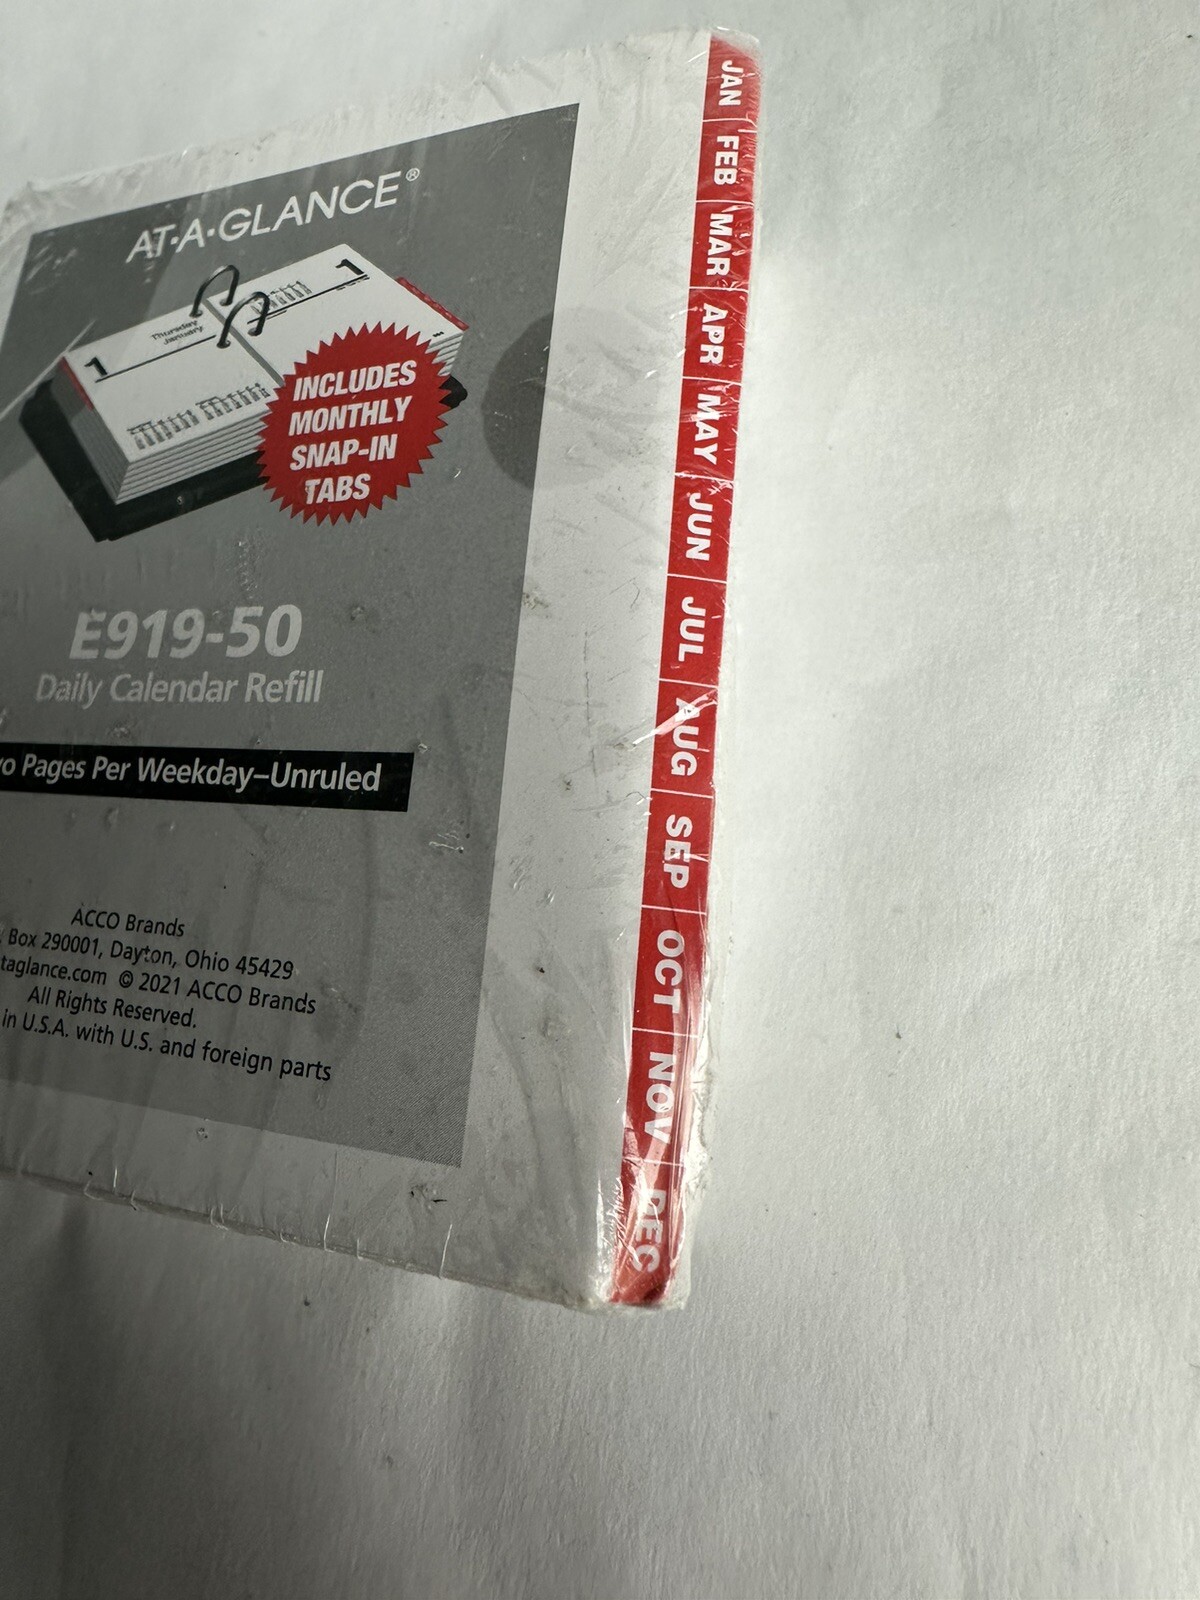 AT·A·GLANCE®
1
Thursday
January
1
INCLUDES
MONTHLY
SNAP-IN
TABS
E919-50
Daily Calendar Refill
Pages Per Weekday–Unruled
ACCO Brands
Box 290001, Dayton, Ohio 45429
taglance.com © 2021 ACCO Brands
All Rights Reserved.
in U.S.A. with U.S. and foreign parts
JAN
FEB
MAR
APR
MAY
JUN
JUL
AUG
SEP
OCT
NOV
DEC